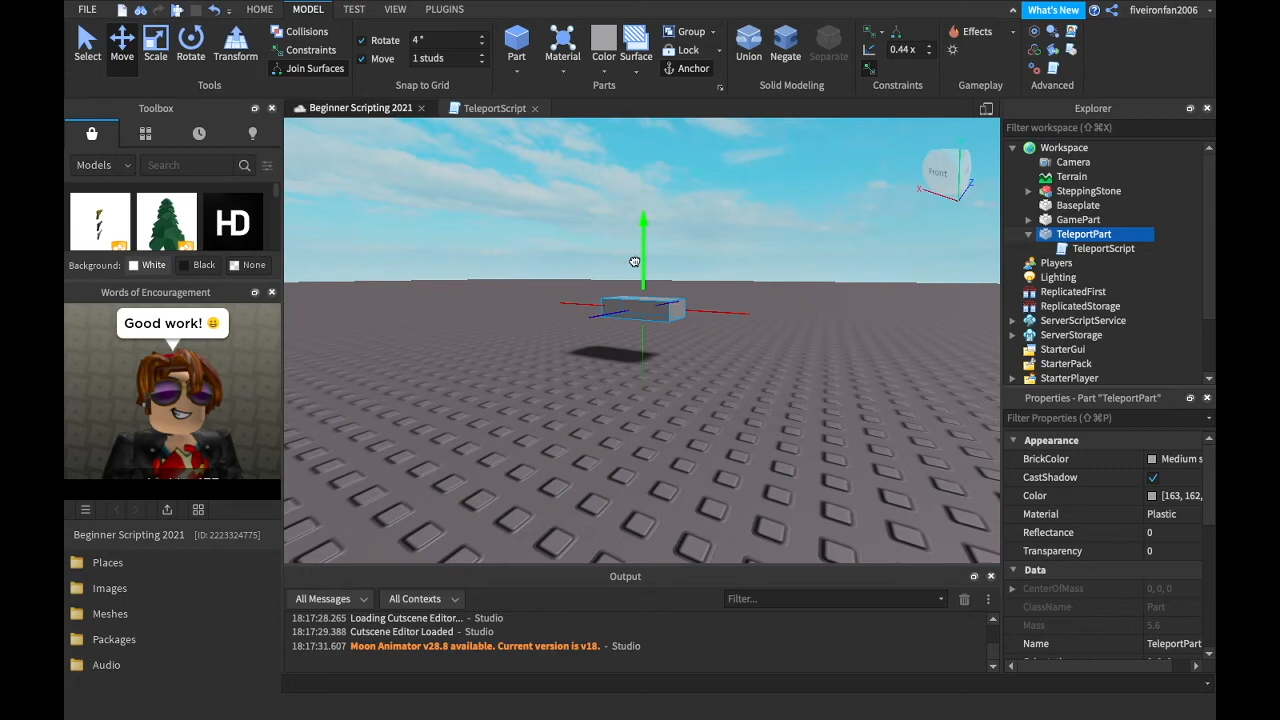 FILE HOME MODEL TEST VIEW PLUGINS What's New fiveironfan2006
Select Move Scale Rotate Transform
Tools
Collisions
Constraints
Join Surfaces
Rotate 4 °
Move 1 studs
Snap to Grid
Part Material Color Surface
Group
Lock
Anchor
Parts
Union Negate Separate
Solid Modeling
0.44 x
Constraints
Effects
Gameplay
Advanced
Toolbox
Models Search
HD
Background: White Black None
Words of Encouragement
Good work!
Beginner Scripting 2021 [ID: 2223324775]
Places
Images
Meshes
Packages
Audio
Beginner Scripting 2021 TeleportScript
Front
X
Z
Output
All Messages All Contexts Filter...
18:17:28.265 Loading Cutscene Editor... - Studio
18:17:29.388 Cutscene Editor Loaded - Studio
18:17:31.607 Moon Animator v28.8 available. Current version is v18. - Studio
Explorer
Filter workspace (⇧⌘X)
Workspace
Camera
Terrain
SteppingStone
Baseplate
GamePart
TeleportPart
TeleportScript
Players
Lighting
ReplicatedFirst
ReplicatedStorage
ServerScriptService
ServerStorage
StarterGui
StarterPack
StarterPlayer
Properties - Part "TeleportPart"
Filter Properties (⇧⌘P)
Appearance
BrickColor Medium s
CastShadow
Color [163, 162,
Material Plastic
Reflectance 0
Transparency 0
Data
CenterOfMass 0, 0, 0
ClassName Part
Mass 5.6
Name TeleportPart